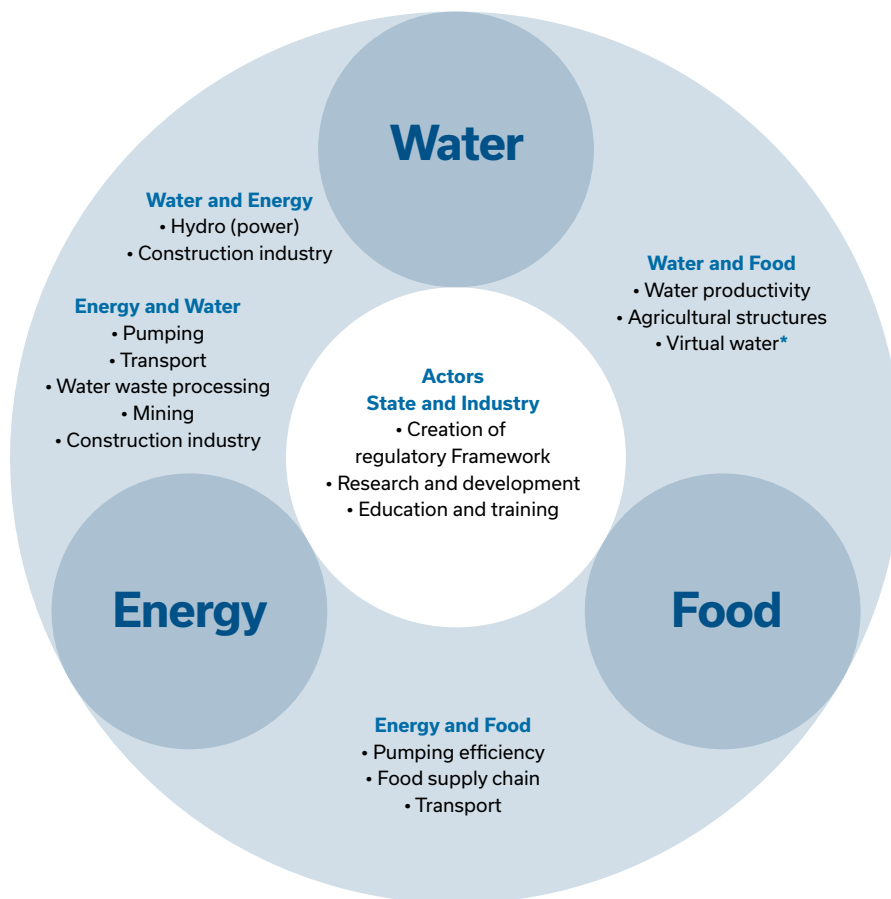 Water
Water and Energy
• Hydro (power)
• Construction industry
Energy and Water
• Pumping
• Transport
• Water waste processing
• Mining
• Construction industry
Water and Food
• Water productivity
• Agricultural structures
• Virtual water*
Actors
State and Industry
• Creation of
regulatory Framework
• Research and development
• Education and training
Energy
Food
Energy and Food
• Pumping efficiency
• Food supply chain
• Transport